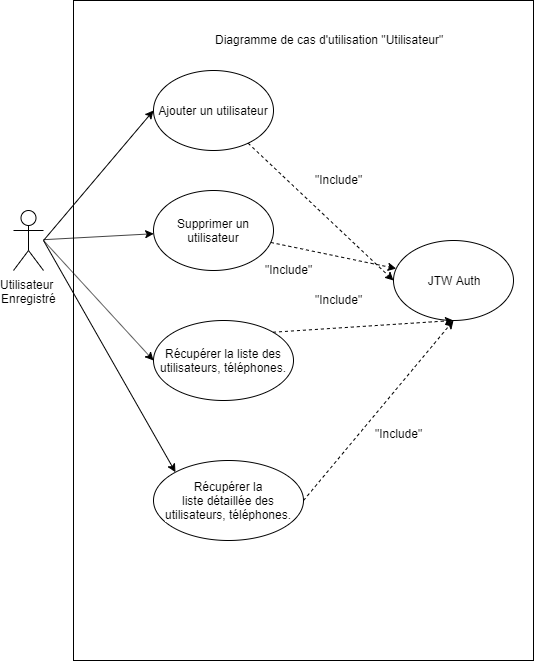 Diagramme de cas d'utilisation "Utilisateur"
Ajouter un utilisateur
"Include"
Supprimer un
utilisateur
"Include"
JTW Auth
Utilisateur
Enregistré
"Include"
Récupérer la liste des
utilisateurs, téléphones.
"Include"
Récupérer la
liste détaillée des
utilisateurs, téléphones.